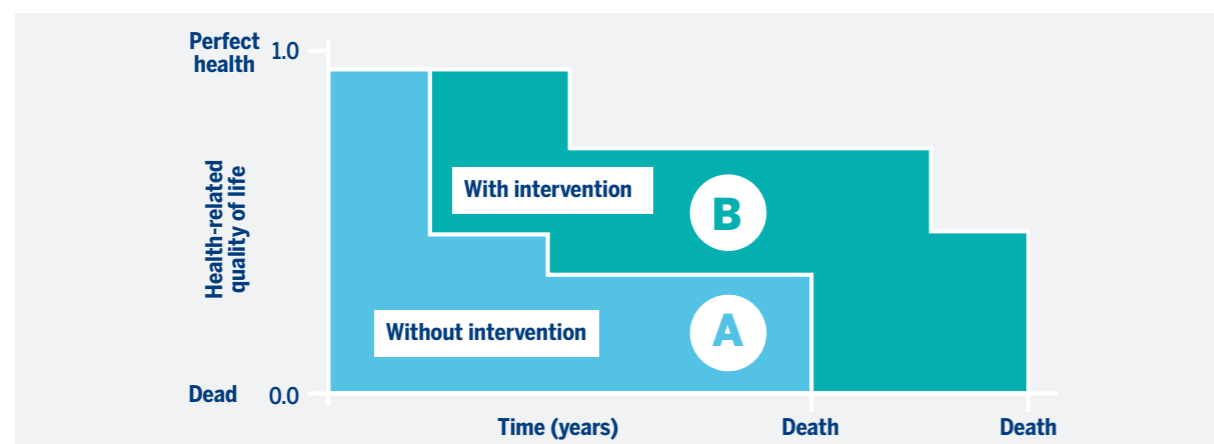 Perfect
health
1.0
Health-related
quality of life
With intervention
B
Without intervention
A
Dead
0.0
Time (years)
Death
Death